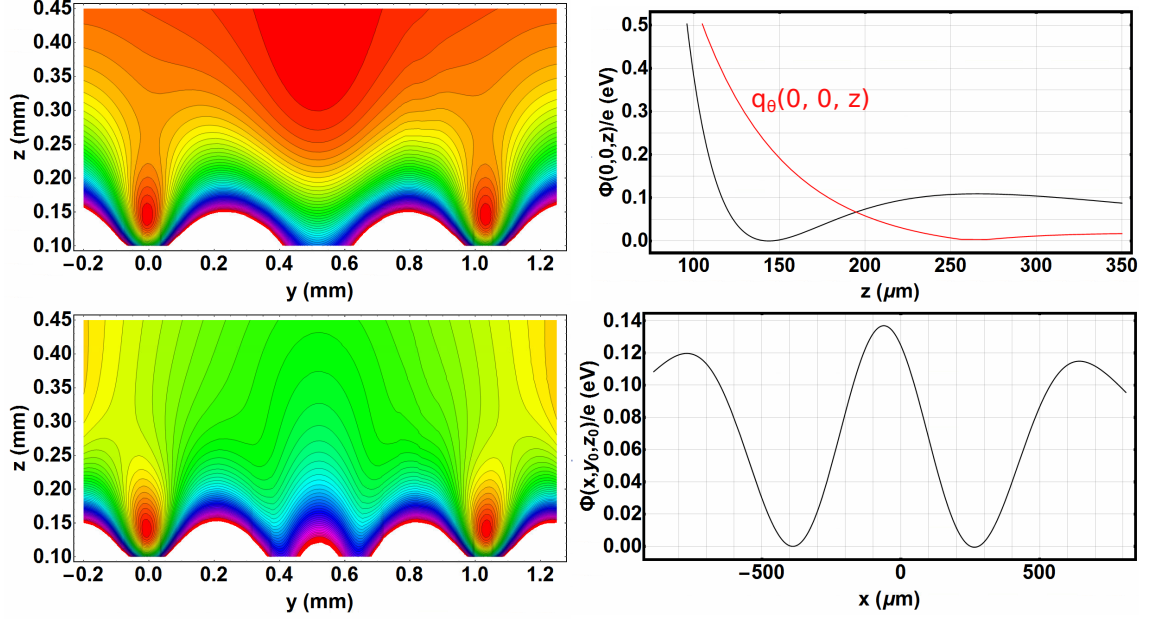 z (mm)
0.45
0.40
0.35
0.30
0.25
0.20
0.15
0.10
−0.2 0.0 0.2 0.4 0.6 0.8 1.0 1.2
y (mm)
Φ(0,0,z)/e (eV)
0.5
0.4
0.3
0.2
0.1
0.0
qθ(0, 0, z)
100 150 200 250 300 350
z (μm)
z (mm)
0.45
0.40
0.35
0.30
0.25
0.20
0.15
0.10
−0.2 0.0 0.2 0.4 0.6 0.8 1.0 1.2
y (mm)
Φ(x,y₀,z₀)/e (eV)
0.14
0.12
0.10
0.08
0.06
0.04
0.02
0.00
−500 0 500
x (μm)